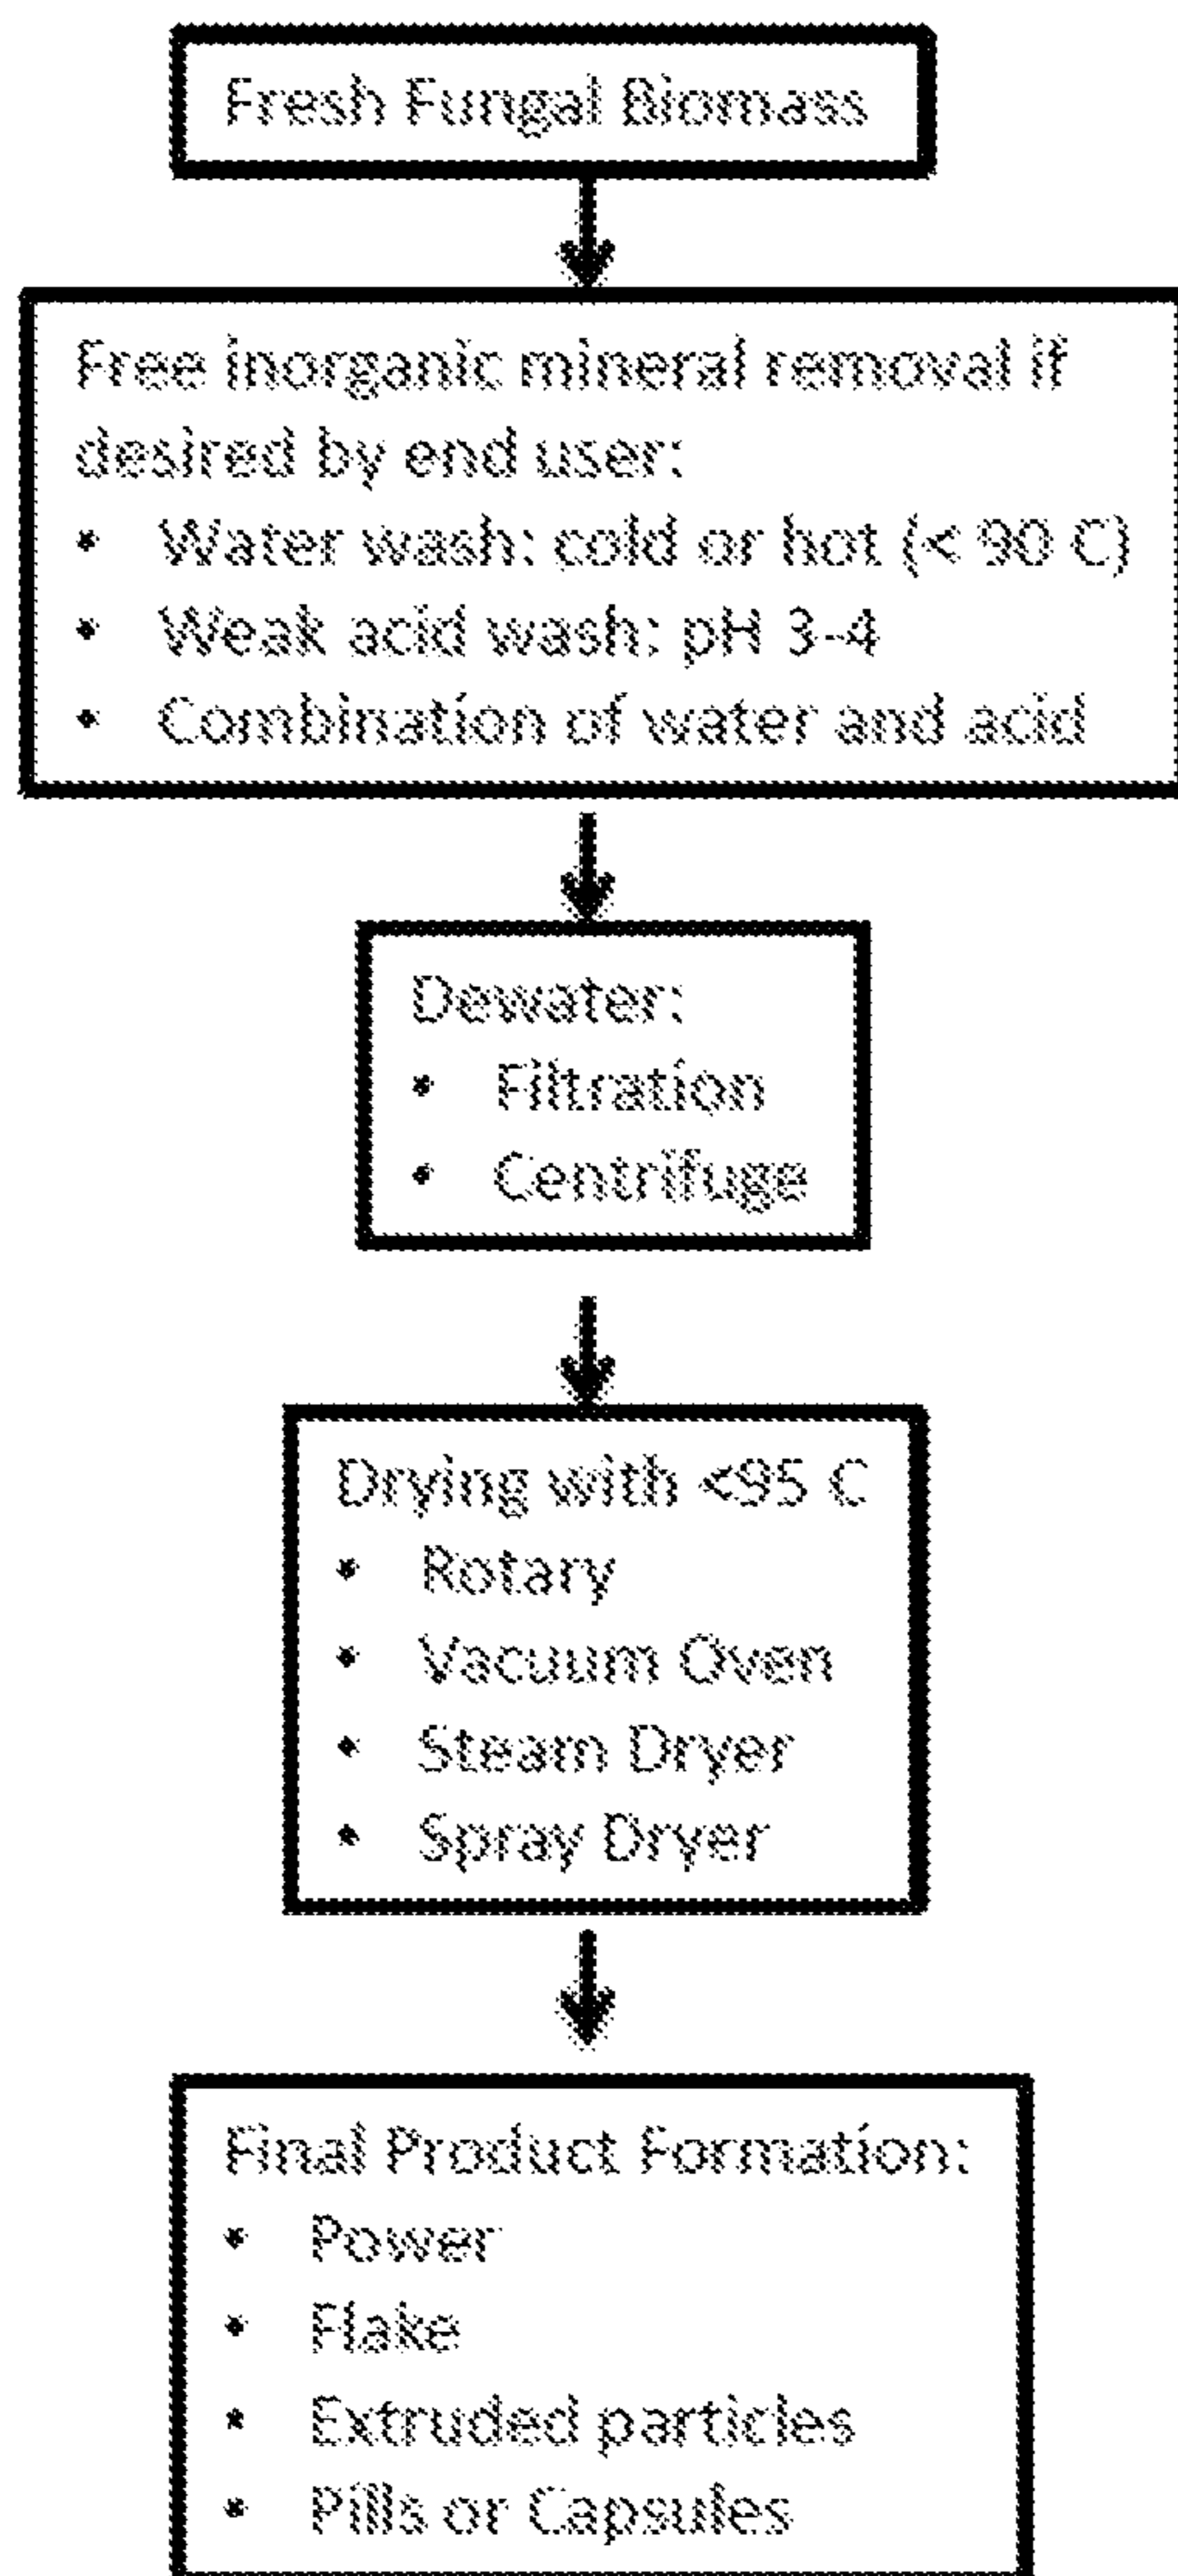 Fresh Fungal Biomass
Free inorganic mineral removal if
desired by end user:
• Water wash: cold or hot (< 90 C)
• Weak acid wash: pH 3-4
• Combination of water and acid
Dewater:
• Filtration
• Centrifuge
Drying with <95 C
• Rotary
• Vacuum Oven
• Steam Dryer
• Spray Dryer
Final Product Formation:
• Power
• Flake
• Extruded particles
• Pills or Capsules